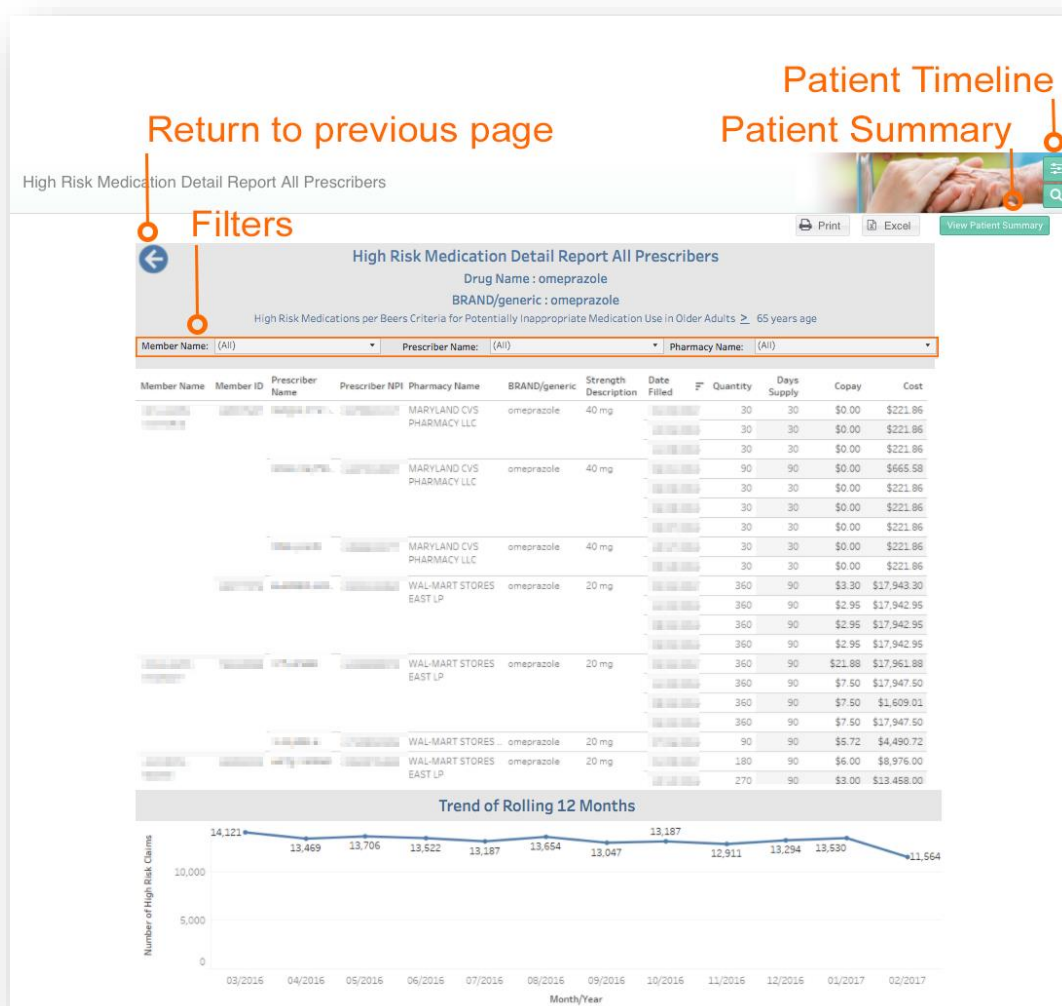 Patient Timeline
Return to previous page
Patient Summary
High Risk Medication Detail Report All Prescribers
Filters
Print
Excel
View Patient Summary
High Risk Medication Detail Report All Prescribers
Drug Name : omeprazole
BRAND/generic : omeprazole
High Risk Medications per Beers Criteria for Potentially Inappropriate Medication Use in Older Adults ≥ 65 years age
Member Name: (All) Prescriber Name: (All) Pharmacy Name: (All)
Member Name Member ID Prescriber Name Prescriber NPI Pharmacy Name BRAND/generic Strength Description Date Filled Quantity Days Supply Copay Cost
MARYLAND CVS PHARMACY LLC omeprazole 40 mg 30 30 $0.00 $221.86
30 30 $0.00 $221.86
30 30 $0.00 $221.86
MARYLAND CVS PHARMACY LLC omeprazole 40 mg 90 90 $0.00 $665.58
30 30 $0.00 $221.86
30 30 $0.00 $221.86
30 30 $0.00 $221.86
MARYLAND CVS PHARMACY LLC omeprazole 40 mg 30 30 $0.00 $221.86
30 30 $0.00 $221.86
WAL-MART STORES EAST LP omeprazole 20 mg 360 90 $3.30 $17,943.30
360 90 $2.95 $17,942.95
360 90 $2.95 $17,942.95
360 90 $2.95 $17,942.95
WAL-MART STORES EAST LP omeprazole 20 mg 360 90 $21.88 $17,961.88
360 90 $7.50 $17,947.50
360 90 $7.50 $1,609.01
360 90 $7.50 $17,947.50
WAL-MART STORES .. omeprazole 20 mg 90 90 $5.72 $4,490.72
WAL-MART STORES EAST LP omeprazole 20 mg 180 90 $6.00 $8,976.00
270 90 $3.00 $13,458.00
Trend of Rolling 12 Months
Number of High Risk Claims
14,121 13,469 13,706 13,522 13,187 13,654 13,047 13,187 12,911 13,294 13,530 11,564
10,000
5,000
0
03/2016 04/2016 05/2016 06/2016 07/2016 08/2016 09/2016 10/2016 11/2016 12/2016 01/2017 02/2017
Month/Year